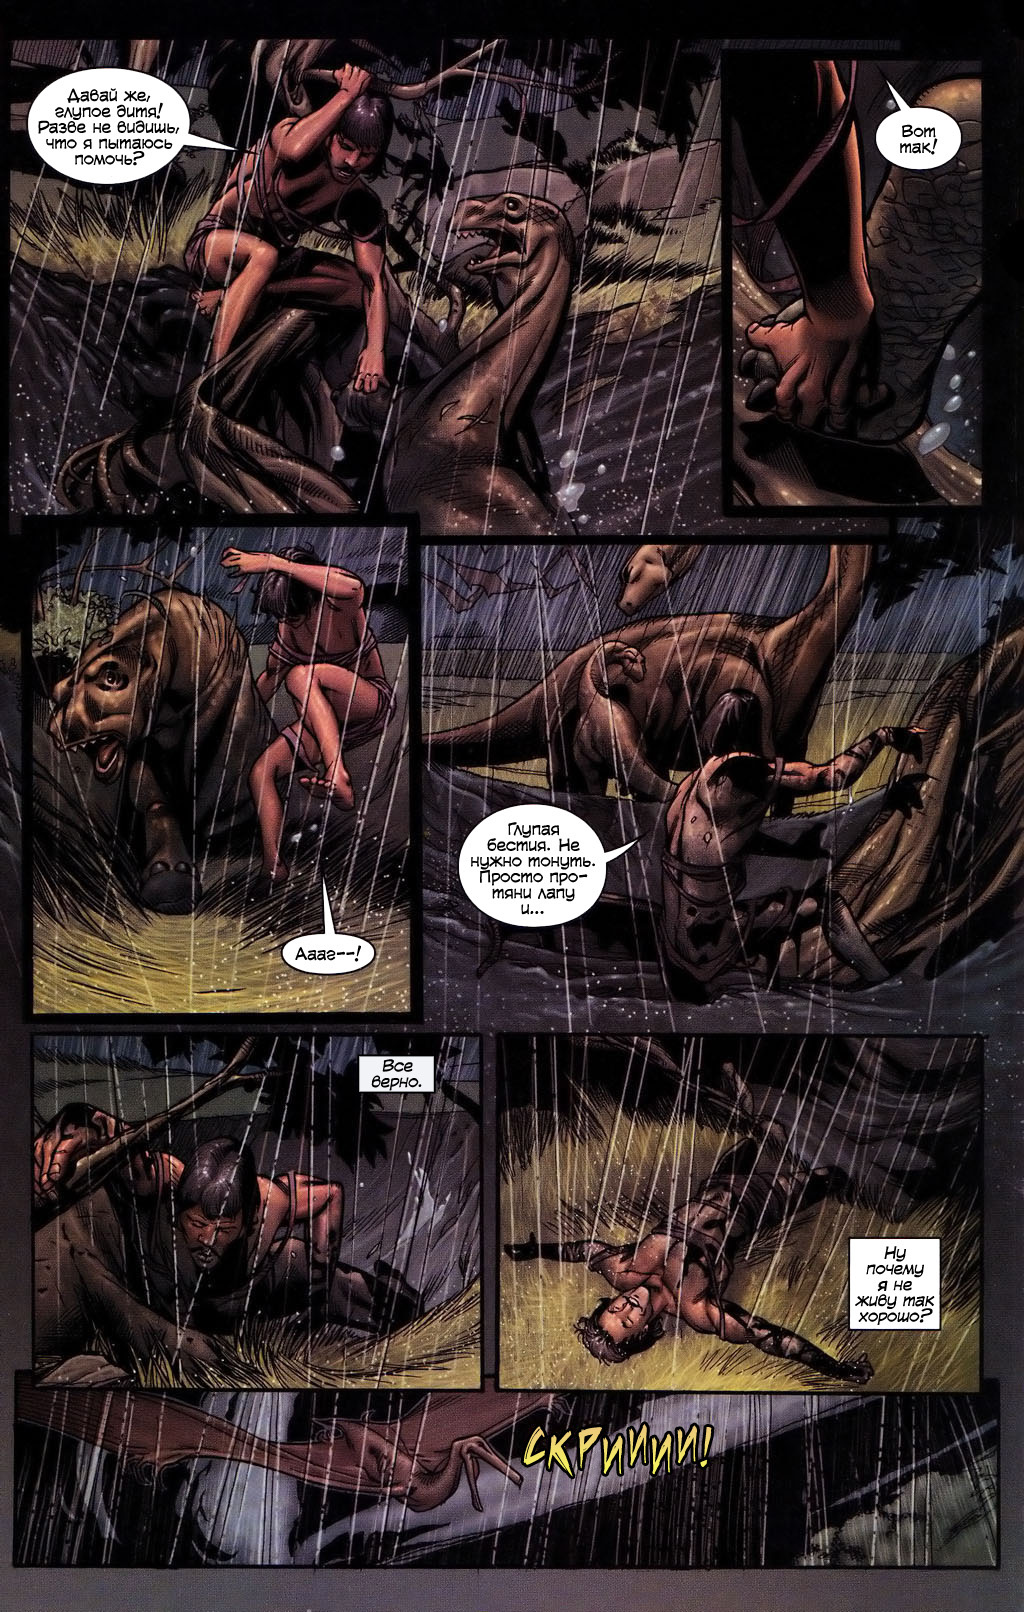 Давай же,
глупое дитя!
Разве не видишь,
что я пытаюсь
помочь?
Вот
так!
Аааг--!
Глупая
бестия. Не
нужно тонуть.
Просто про-
тяни лапу
и...
Все
верно.
Ну
почему
я не
живу так
хорошо?
СКРИИИИИ!